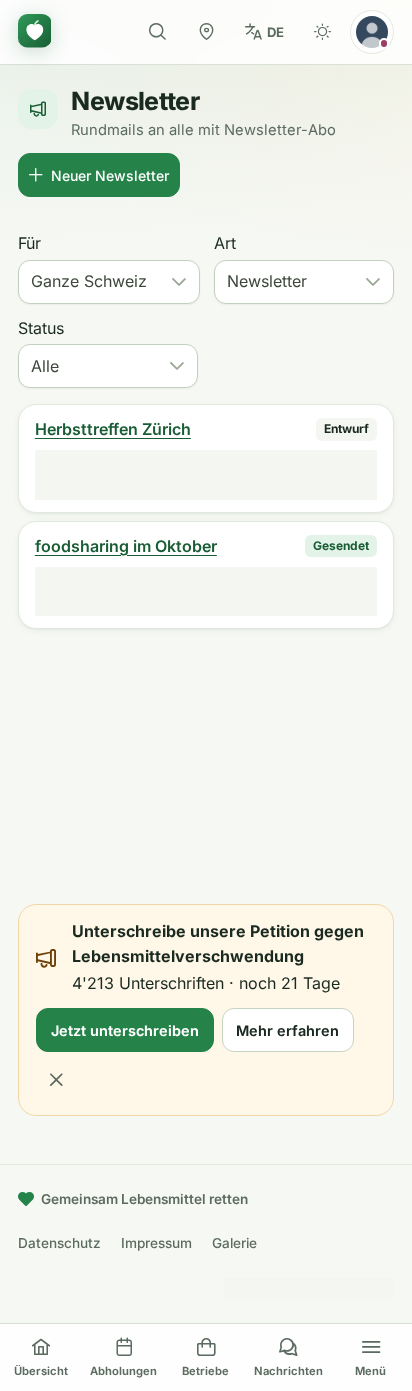 DE
Newsletter
Rundmails an alle mit Newsletter-Abo
Neuer Newsletter
Für
Art
Ganze Schweiz
Newsletter
Status
Alle
Herbsttreffen Zürich
Entwurf
foodsharing im Oktober
Gesendet
Unterschreibe unsere Petition gegen
Lebensmittelverschwendung
4'213 Unterschriften · noch 21 Tage
Jetzt unterschreiben
Mehr erfahren
Gemeinsam Lebensmittel retten
Datenschutz Impressum Galerie
Übersicht Abholungen Betriebe Nachrichten Menü